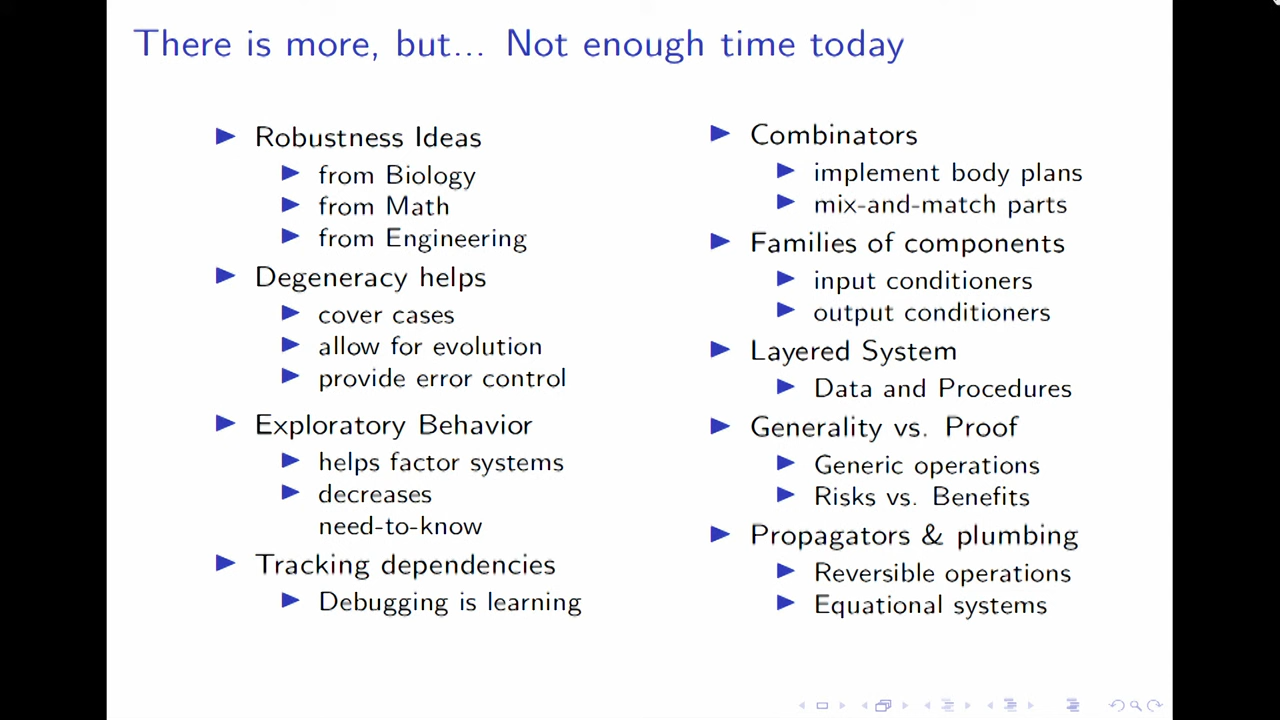 There is more, but... Not enough time today
Robustness Ideas
from Biology
from Math
from Engineering
Degeneracy helps
cover cases
allow for evolution
provide error control
Exploratory Behavior
helps factor systems
decreases
need-to-know
Tracking dependencies
Debugging is learning
Combinators
implement body plans
mix-and-match parts
Families of components
input conditioners
output conditioners
Layered System
Data and Procedures
Generality vs. Proof
Generic operations
Risks vs. Benefits
Propagators & plumbing
Reversible operations
Equational systems